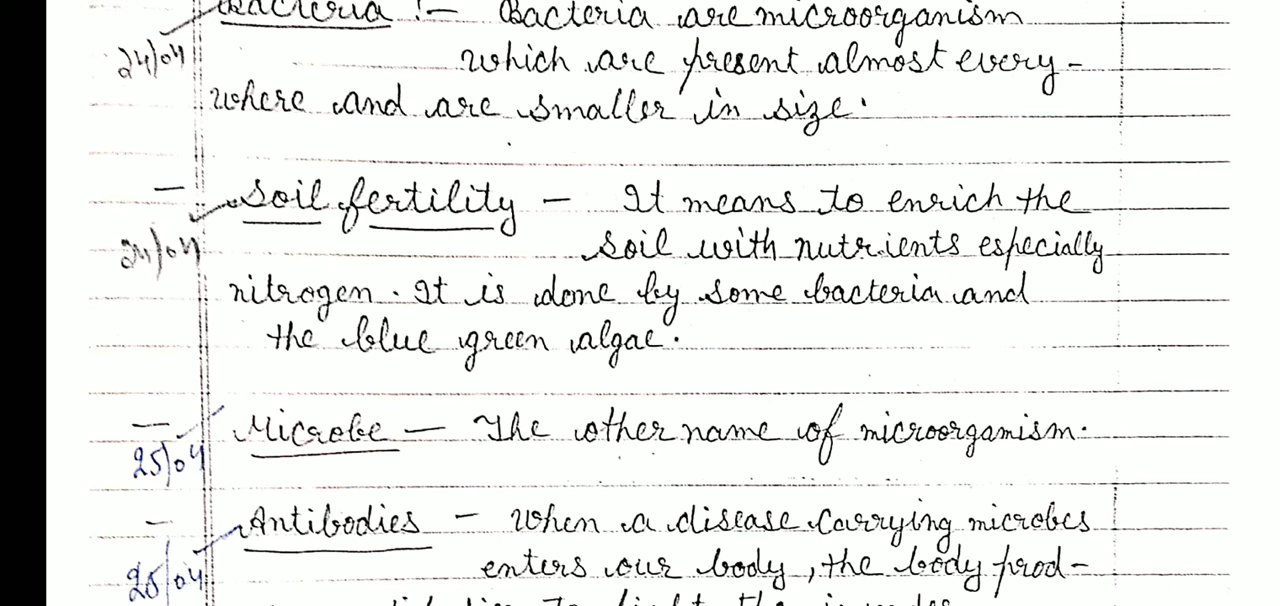 Bacteria :- Bacteria are microorganism
24/04 which are present almost every-
where and are smaller in size.
- Soil fertility - It means to enrich the
24/04 soil with nutrients especially
nitrogen. It is done by some bacteria and
the blue green algae.
- Microbe - The other name of microorganism.
25/04
- Antibodies - When a disease carrying microbes
25/04 enters our body, the body prod-
to fight the